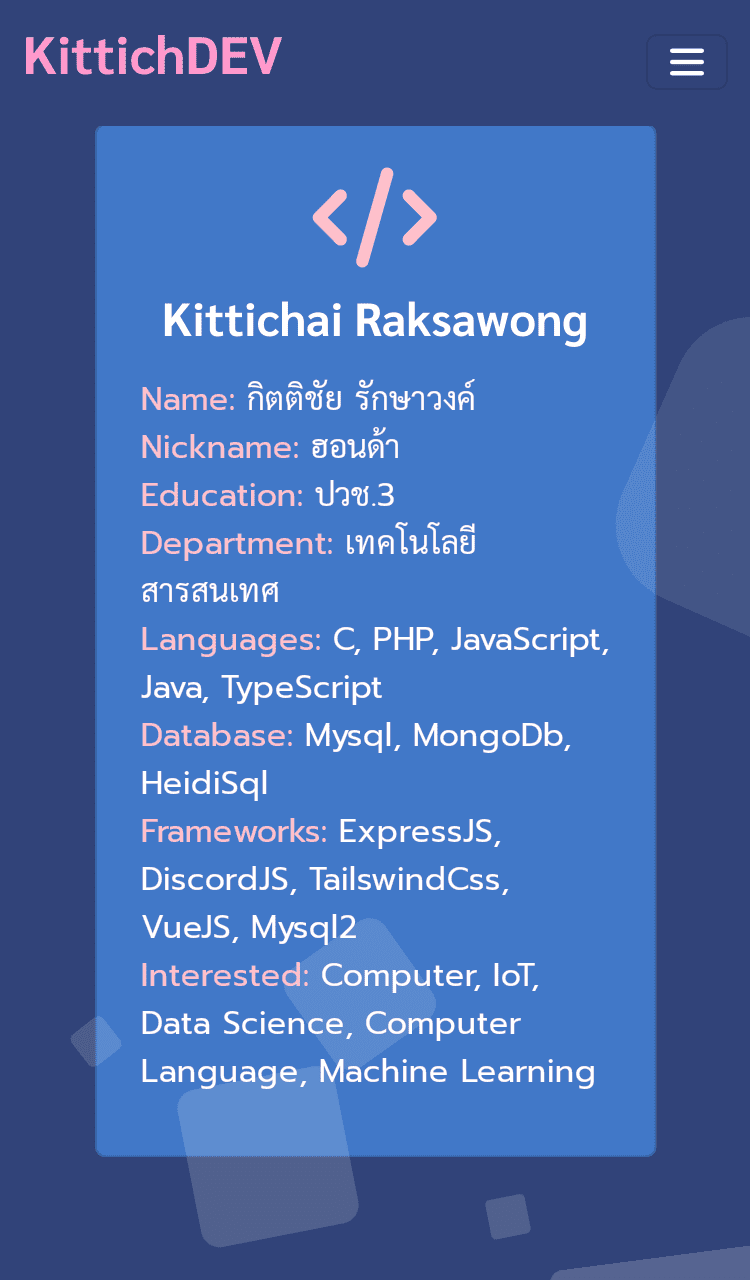 KittichDEV
Kittichai Raksawong
Name: กิตติชัย รักษาวงค์
Nickname: ฮอนด้า
Education: ปวช.3
Department: เทคโนโลยี
สารสนเทศ
Languages: C, PHP, JavaScript,
Java, TypeScript
Database: Mysql, MongoDb,
HeidiSql
Frameworks: ExpressJS,
DiscordJS, TailswindCss,
VueJS, Mysql2
Interested: Computer, IoT,
Data Science, Computer
Language, Machine Learning